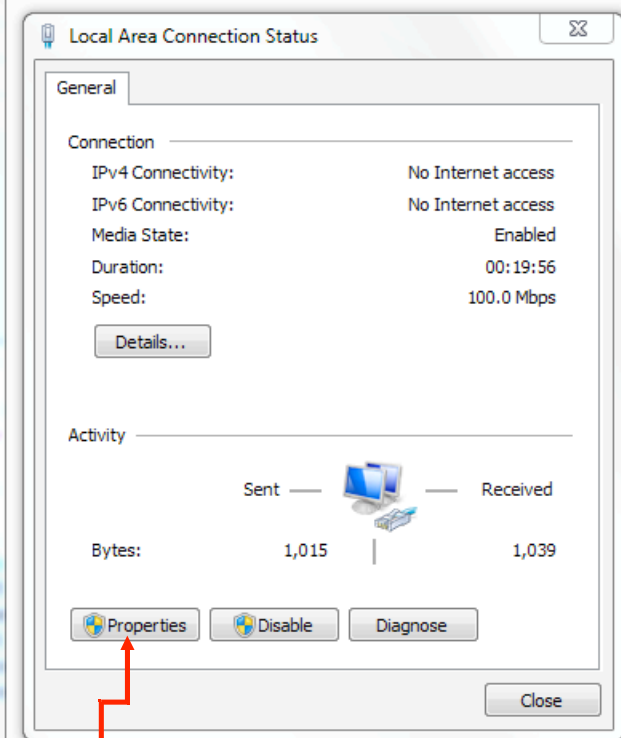 Local Area Connection Status
General
Connection
IPv4 Connectivity: No Internet access
IPv6 Connectivity: No Internet access
Media State: Enabled
Duration: 00:19:56
Speed: 100.0 Mbps
Details...
Activity
Sent Received
Bytes: 1,015 1,039
Properties Disable Diagnose
Close